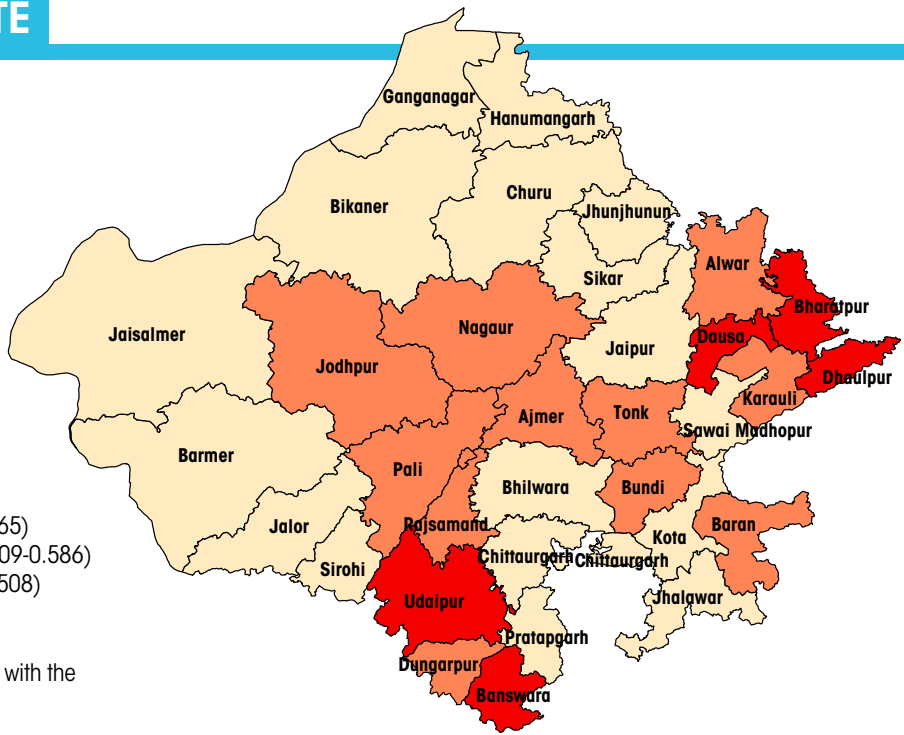 TE
Ganganagar
Hanumangarh
Churu
Bikaner
Jhunjhunun
Alwar
Sikar
Bharatpur
Nagaur
Jaisalmer
Dausa
Jaipur
Jodhpur
Dhaulpur
Karauli
Ajmer
Tonk
Sawai Madhopur
Barmer
Pali
Bhilwara
Bundi
Rajsamand
Baran
Jalor
65)
Kota
09-0.586)
Chittaurgarh
Chittaurgarh
Sirohi
508)
Udaipur
Jhalawar
Pratapgarh
Dungarpur
with the
Banswara